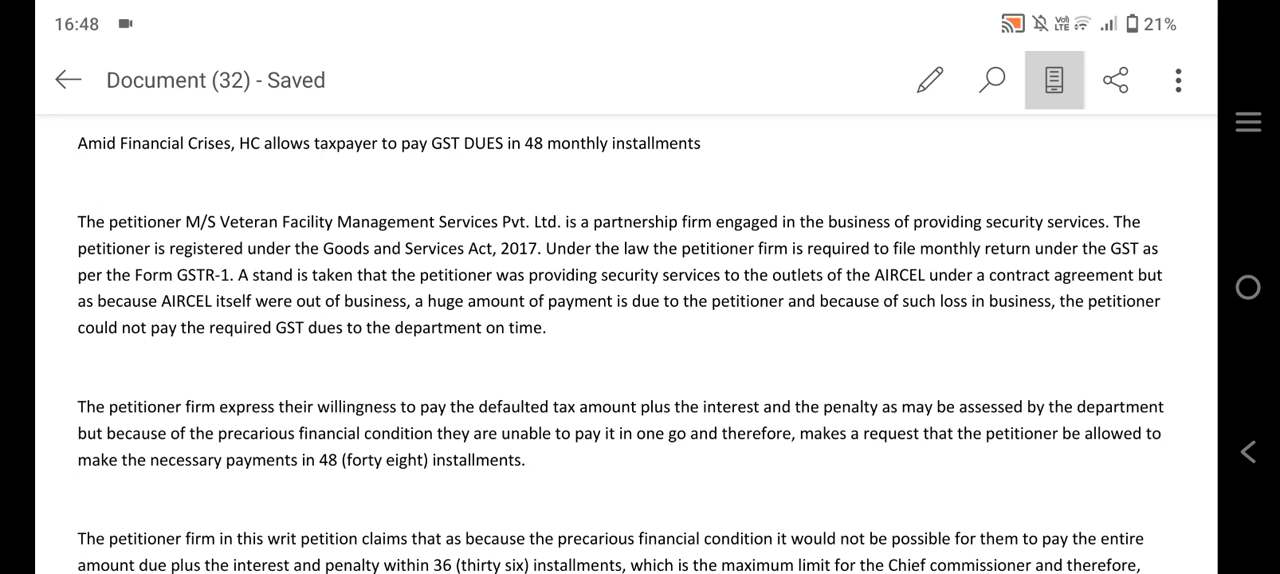 16:48
Vo) LTE 21%
Document (32) - Saved
Amid Financial Crises, HC allows taxpayer to pay GST DUES in 48 monthly installments
The petitioner M/S Veteran Facility Management Services Pvt. Ltd. is a partnership firm engaged in the business of providing security services. The
petitioner is registered under the Goods and Services Act, 2017. Under the law the petitioner firm is required to file monthly return under the GST as
per the Form GSTR-1. A stand is taken that the petitioner was providing security services to the outlets of the AIRCEL under a contract agreement but
as because AIRCEL itself were out of business, a huge amount of payment is due to the petitioner and because of such loss in business, the petitioner
could not pay the required GST dues to the department on time.
The petitioner firm express their willingness to pay the defaulted tax amount plus the interest and the penalty as may be assessed by the department
but because of the precarious financial condition they are unable to pay it in one go and therefore, makes a request that the petitioner be allowed to
make the necessary payments in 48 (forty eight) installments.
The petitioner firm in this writ petition claims that as because the precarious financial condition it would not be possible for them to pay the entire
amount due plus the interest and penalty within 36 (thirty six) installments, which is the maximum limit for the Chief commissioner and therefore,